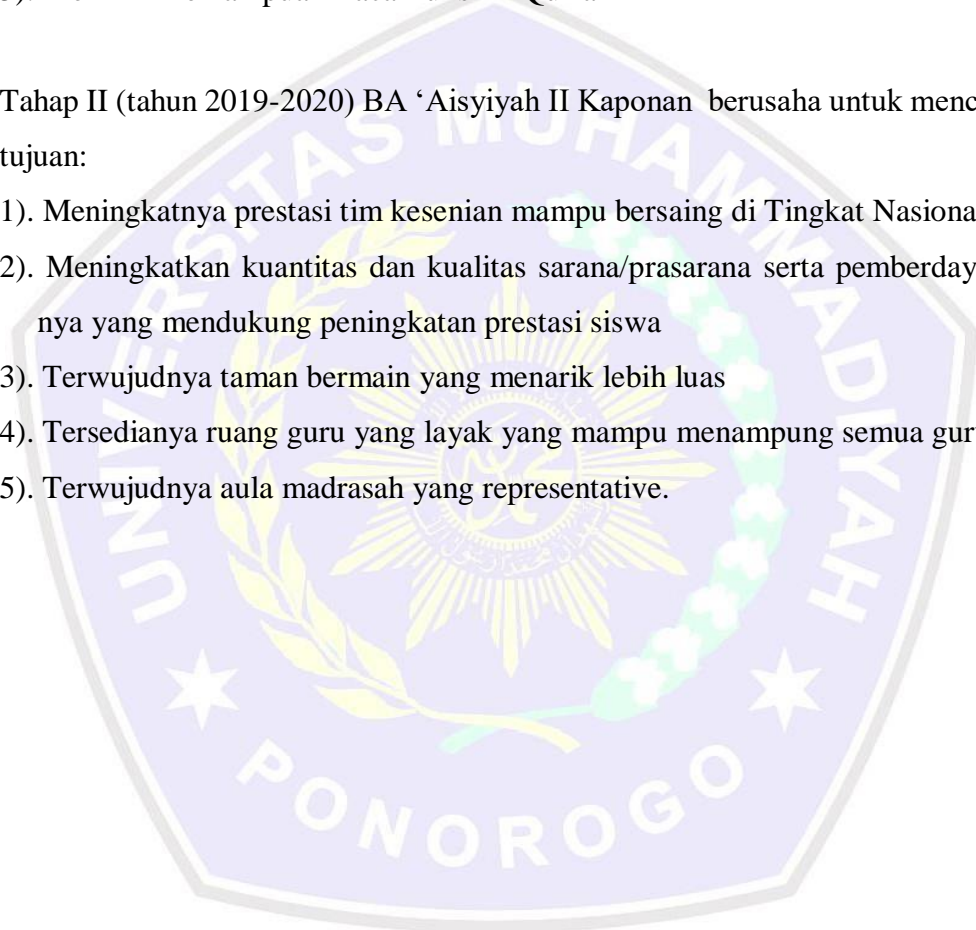 Tahap II (tahun 2019-2020) BA ‘Aisyiyah II Kaponan berusaha untuk menc
tujuan:
1). Meningkatnya prestasi tim kesenian mampu bersaing di Tingkat Nasiona
2). Meningkatkan kuantitas dan kualitas sarana/prasarana serta pemberday
nya yang mendukung peningkatan prestasi siswa
3). Terwujudnya taman bermain yang menarik lebih luas
4). Tersedianya ruang guru yang layak yang mampu menampung semua gur
5). Terwujudnya aula madrasah yang representative.
UNIVERSITAS MUHAMMADIYAH
PONOROGO